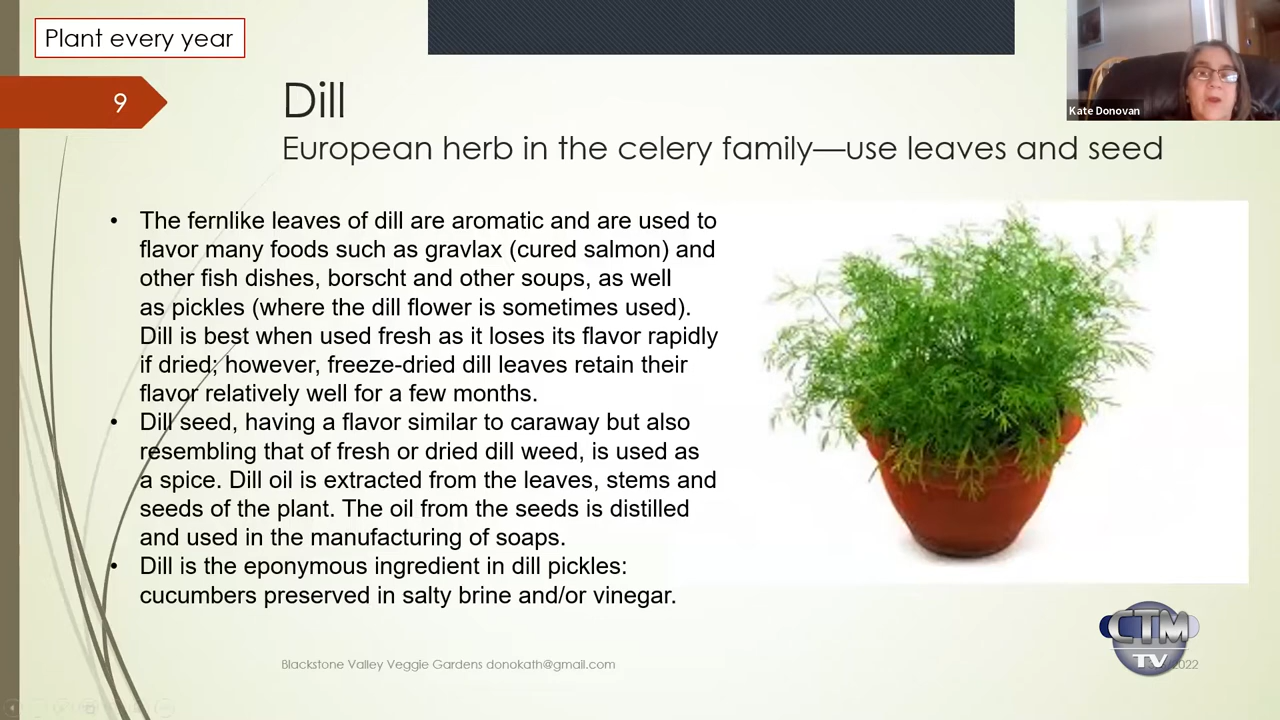 Plant every year
9
Kate Donovan
Dill
European herb in the celery family—use leaves and seed
• The fernlike leaves of dill are aromatic and are used to
flavor many foods such as gravlax (cured salmon) and
other fish dishes, borscht and other soups, as well
as pickles (where the dill flower is sometimes used).
Dill is best when used fresh as it loses its flavor rapidly
if dried; however, freeze-dried dill leaves retain their
flavor relatively well for a few months.
• Dill seed, having a flavor similar to caraway but also
resembling that of fresh or dried dill weed, is used as
a spice. Dill oil is extracted from the leaves, stems and
seeds of the plant. The oil from the seeds is distilled
and used in the manufacturing of soaps.
• Dill is the eponymous ingredient in dill pickles:
cucumbers preserved in salty brine and/or vinegar.
CTM
TV
Blackstone Valley Veggie Gardens donokath@gmail.com
2022